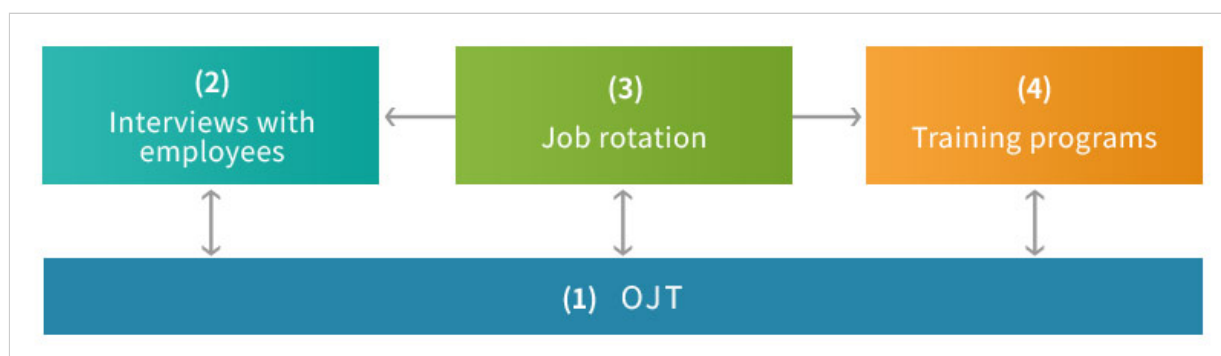 (2)
Interviews with
employees
(3)
Job rotation
(4)
Training programs
(1) OJT